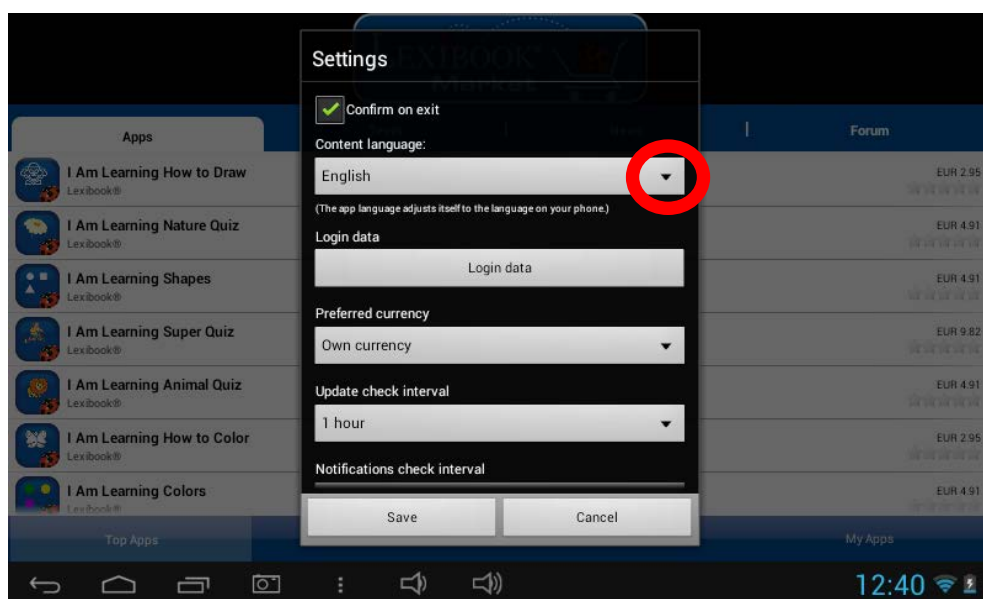 LEXIBOOK®
Market
Settings
Confirm on exit
Content language:
English
(The app language adjusts itself to the language on your phone.)
Login data
Login data
Preferred currency
Own currency
Update check interval
1 hour
Notifications check interval
Save
Cancel
Apps
Forum
I Am Learning How to Draw
Lexibook®
EUR 2.95
I Am Learning Nature Quiz
Lexibook®
EUR 4.91
I Am Learning Shapes
Lexibook®
EUR 4.91
I Am Learning Super Quiz
Lexibook®
EUR 9.82
I Am Learning Animal Quiz
Lexibook®
EUR 4.91
I Am Learning How to Color
Lexibook®
EUR 2.95
I Am Learning Colors
Lexibook®
EUR 4.91
Top Apps
My Apps
12:40